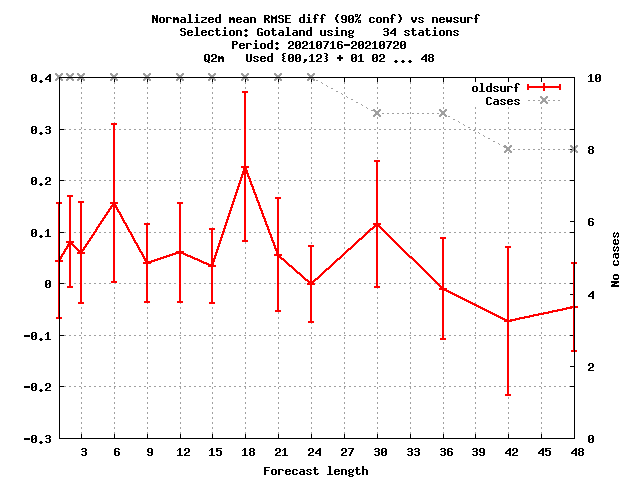 Normalized mean RMSE diff (90% conf) vs newsurf
Selection: Gotaland using    34 stations
Period: 20210716-20210720
Q2m   Used {00,12} + 01 02 ... 48
oldsurf
Cases
0.4
0.3
0.2
0.1
0
-0.1
-0.2
-0.3
10
8
6
4
2
0
No cases
3 6 9 12 15 18 21 24 27 30 33 36 39 42 45 48
Forecast length